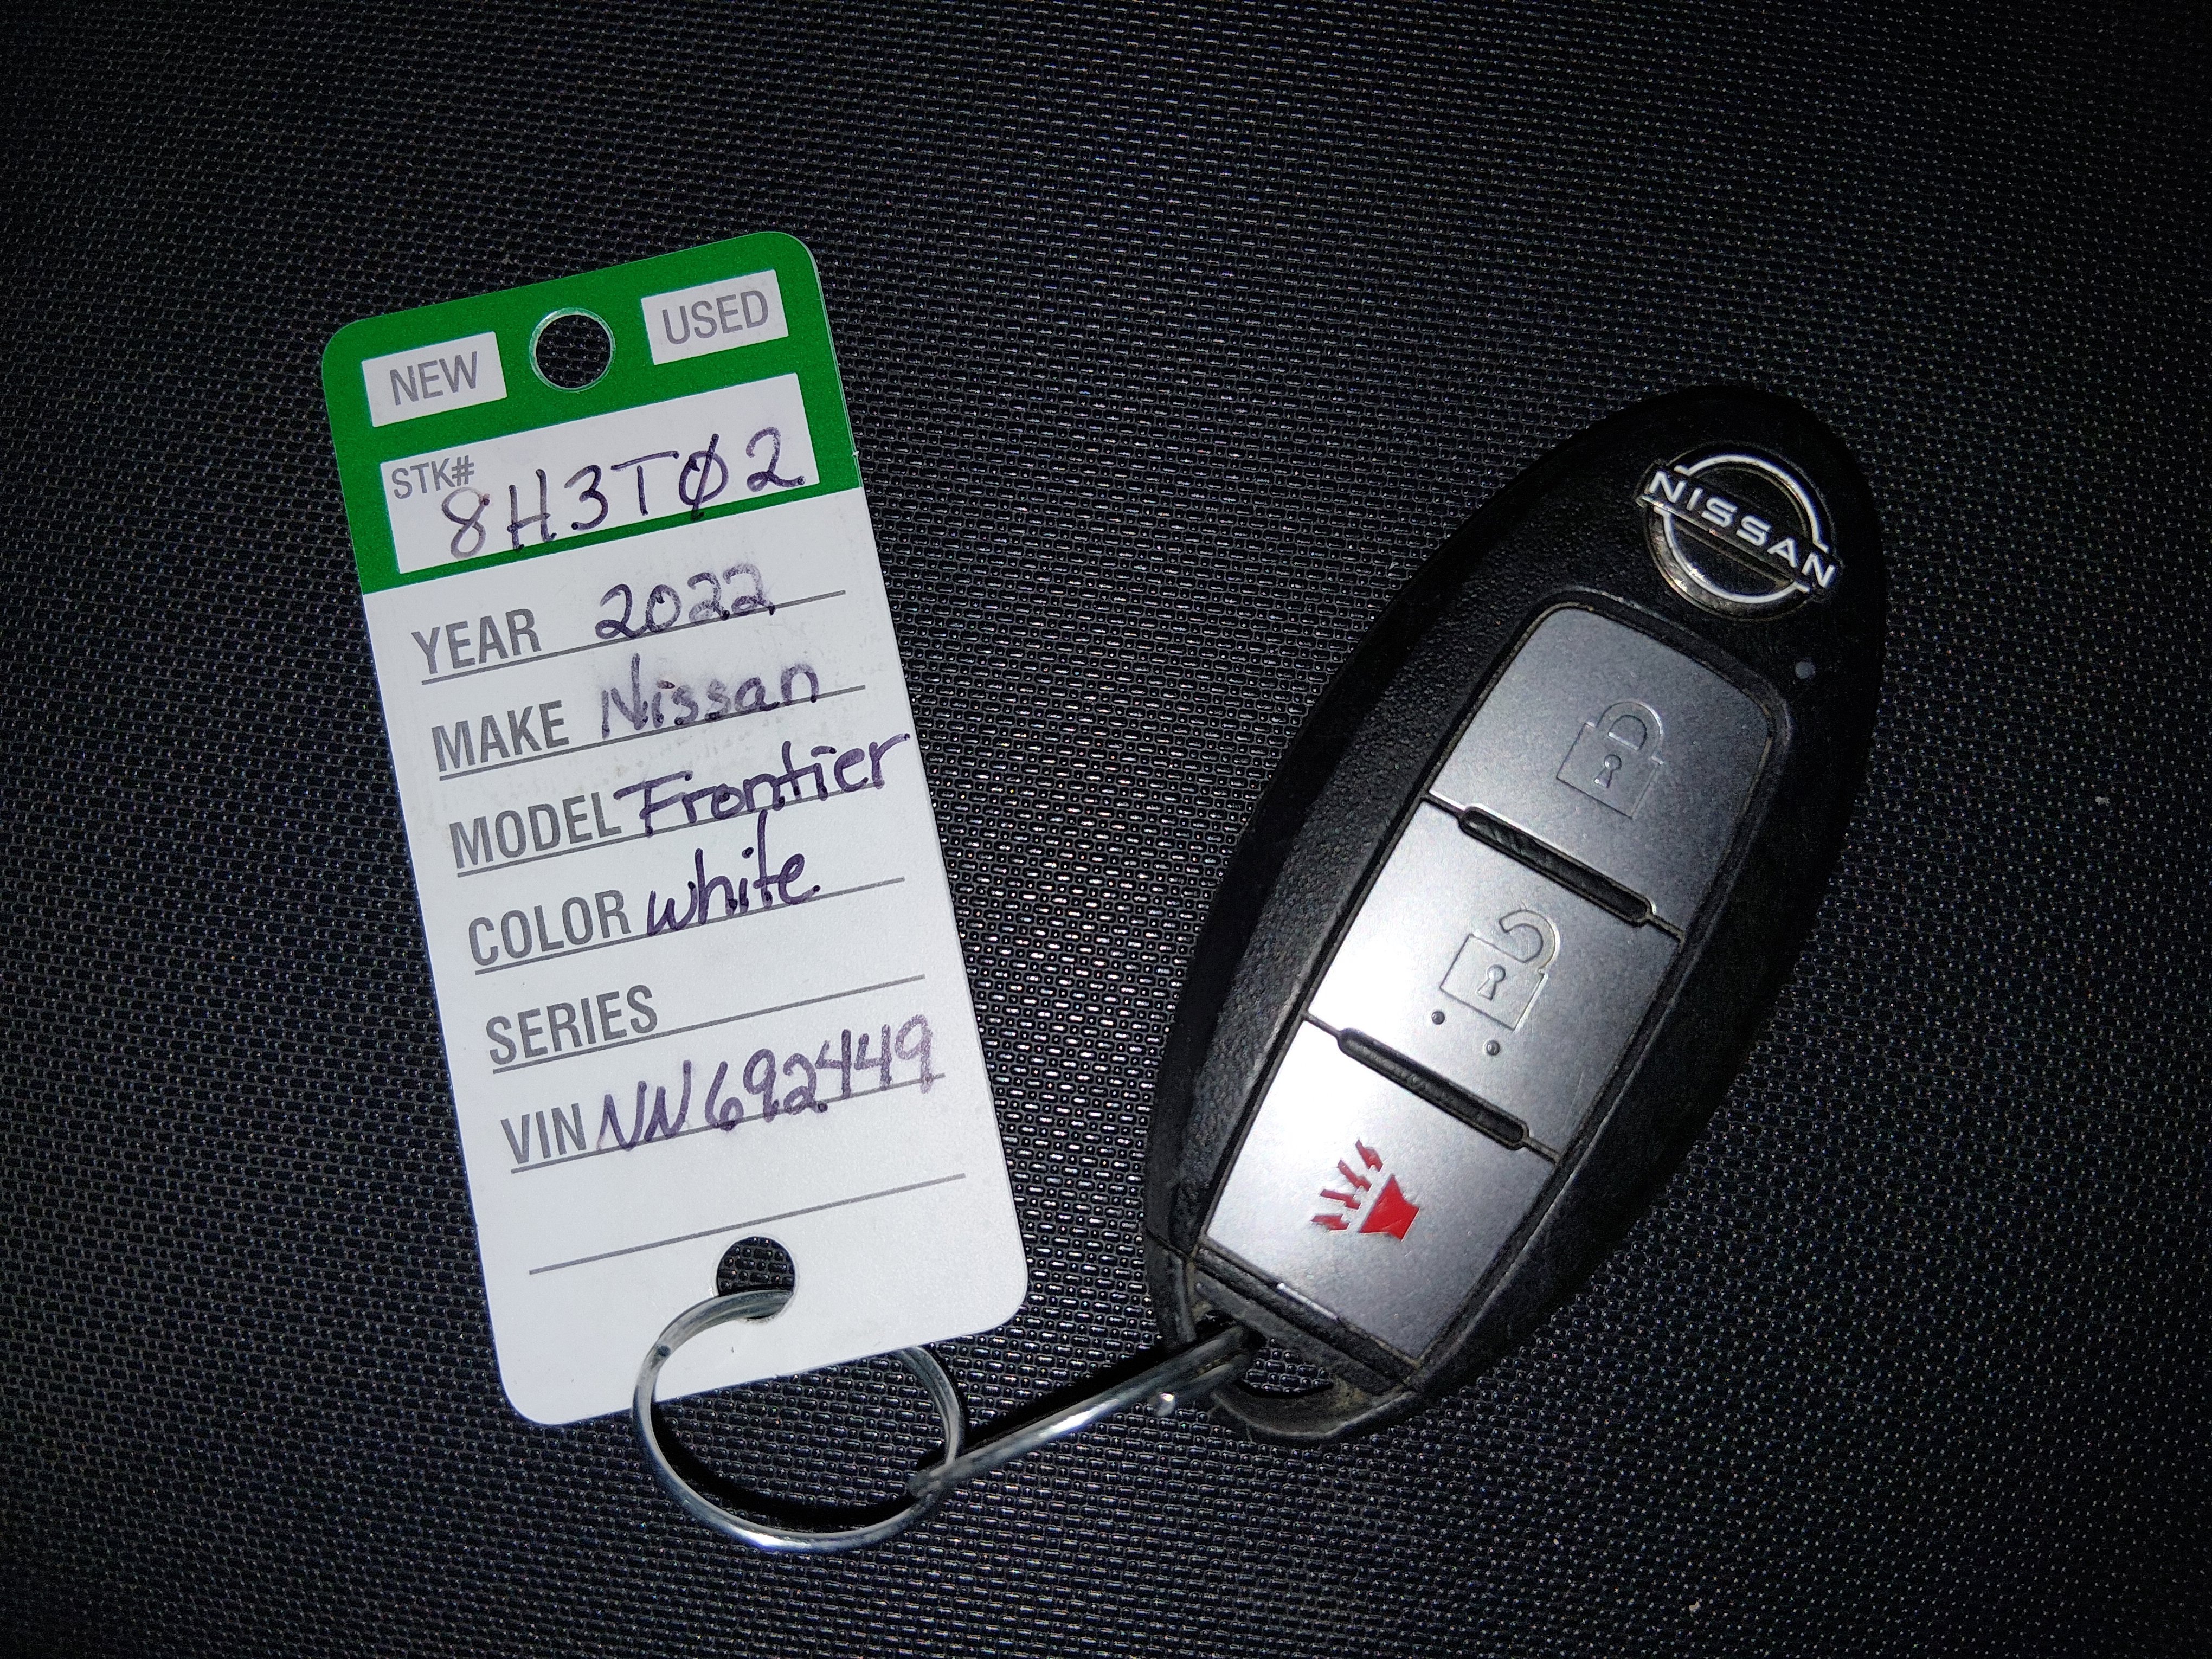 NEW USED
STK# 8H3TØ2
YEAR 2022
MAKE Nissan
MODEL Frontier
COLOR white
SERIES
VIN NN692449
NISSAN